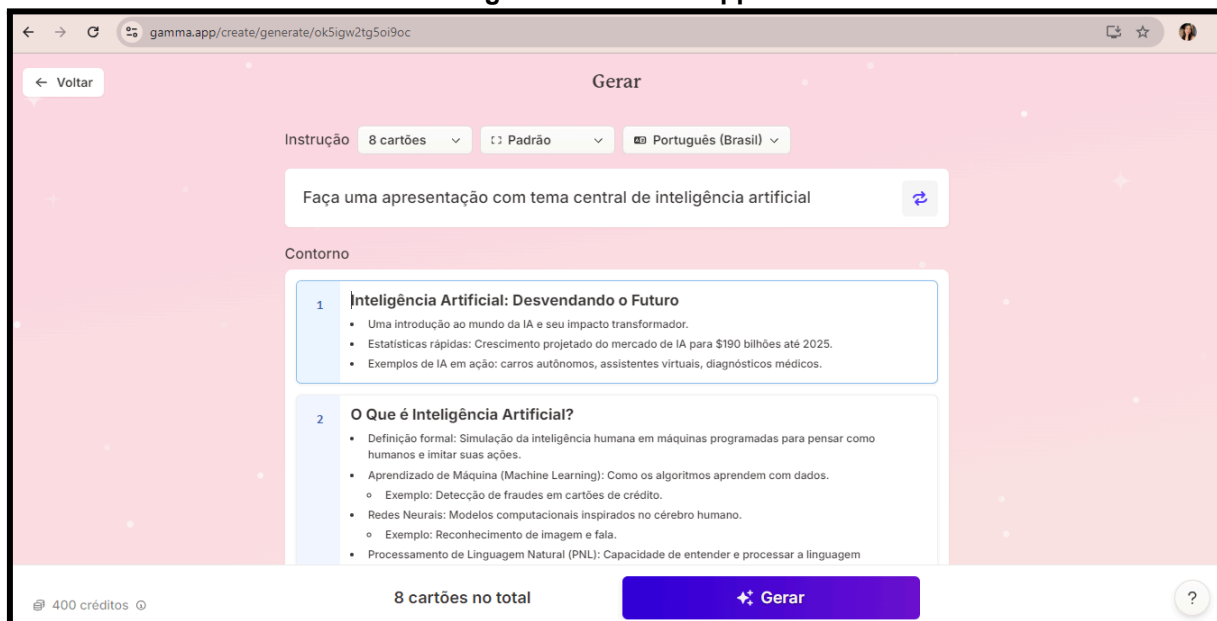 gamma.app/create/generate/ok5igw2tg5oi9oc
Voltar
Gerar
Instrução 8 cartões Padrão Português (Brasil)
Faça uma apresentação com tema central de inteligência artificial
Contorno
1 Inteligência Artificial: Desvendando o Futuro
• Uma introdução ao mundo da IA e seu impacto transformador.
• Estatísticas rápidas: Crescimento projetado do mercado de IA para $190 bilhões até 2025.
• Exemplos de IA em ação: carros autônomos, assistentes virtuais, diagnósticos médicos.
2 O Que é Inteligência Artificial?
• Definição formal: Simulação da inteligência humana em máquinas programadas para pensar como
humanos e imitar suas ações.
• Aprendizado de Máquina (Machine Learning): Como os algoritmos aprendem com dados.
◦ Exemplo: Detecção de fraudes em cartões de crédito.
• Redes Neurais: Modelos computacionais inspirados no cérebro humano.
◦ Exemplo: Reconhecimento de imagem e fala.
• Processamento de Linguagem Natural (PNL): Capacidade de entender e processar a linguagem
400 créditos 8 cartões no total Gerar ?